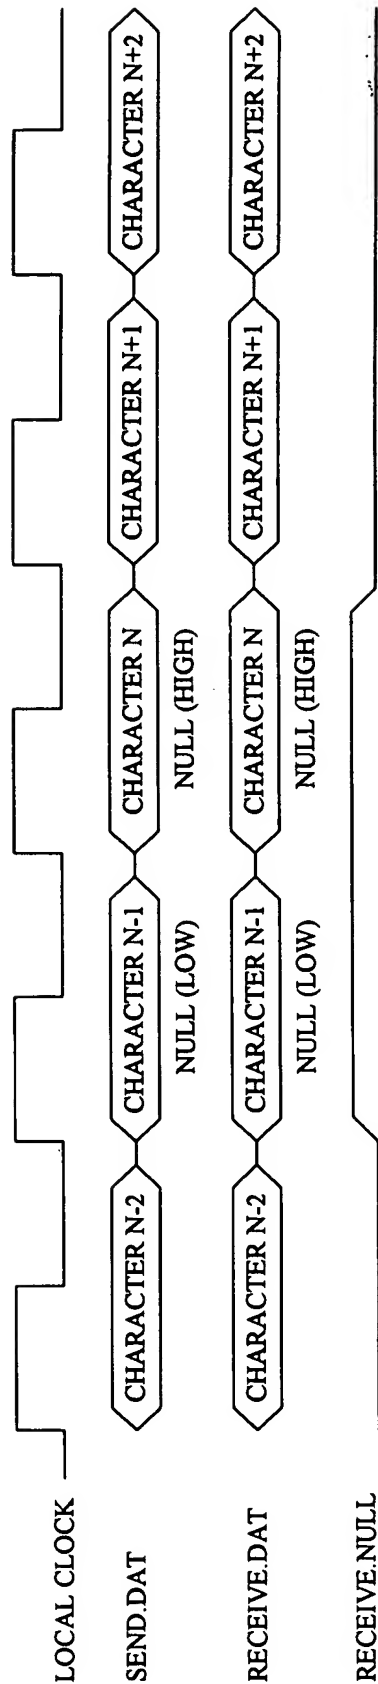 LOCAL CLOCK
SEND.DAT
CHARACTER N-2
CHARACTER N-1
CHARACTER N
CHARACTER N+1
CHARACTER N+2
NULL (LOW)
NULL (HIGH)
RECEIVE.DAT
CHARACTER N-2
CHARACTER N-1
CHARACTER N
CHARACTER N+1
CHARACTER N+2
NULL (LOW)
NULL (HIGH)
RECEIVE.NULL